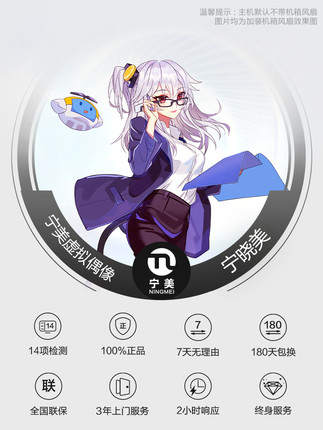 温馨提示：主机默认不带机箱风扇
图片均为加装机箱风扇效果图
宁美虚拟偶像
宁晓美
宁美
NINGMEI
14
正
7
180
14项检测
100%正品
7天无理由
180天包换
联
全国联保
3年上门服务
2小时响应
终身服务